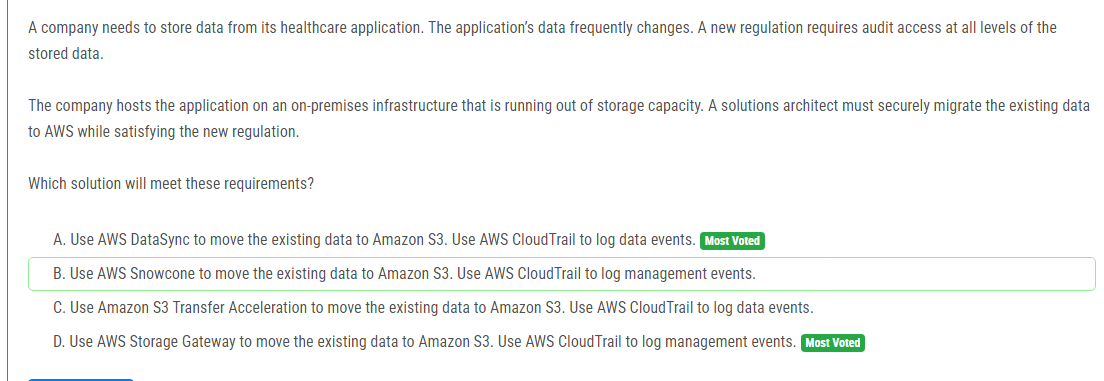 A company needs to store data from its healthcare application. The application's data frequently changes. A new regulation requires audit access at all levels of the
stored data.
The company hosts the application on an on-premises infrastructure that is running out of storage capacity. A solutions architect must securely migrate the existing data
to AWS while satisfying the new regulation.
Which solution will meet these requirements?
A. Use AWS DataSync to move the existing data to Amazon S3. Use AWS CloudTrail to log data events. Most Voted
B. Use AWS Snowcone to move the existing data to Amazon S3. Use AWS CloudTrail to log management events.
C. Use Amazon S3 Transfer Acceleration to move the existing data to Amazon S3. Use AWS CloudTrail to log data events.
D. Use AWS Storage Gateway to move the existing data to Amazon S3. Use AWS CloudTrail to log management events. Most Voted